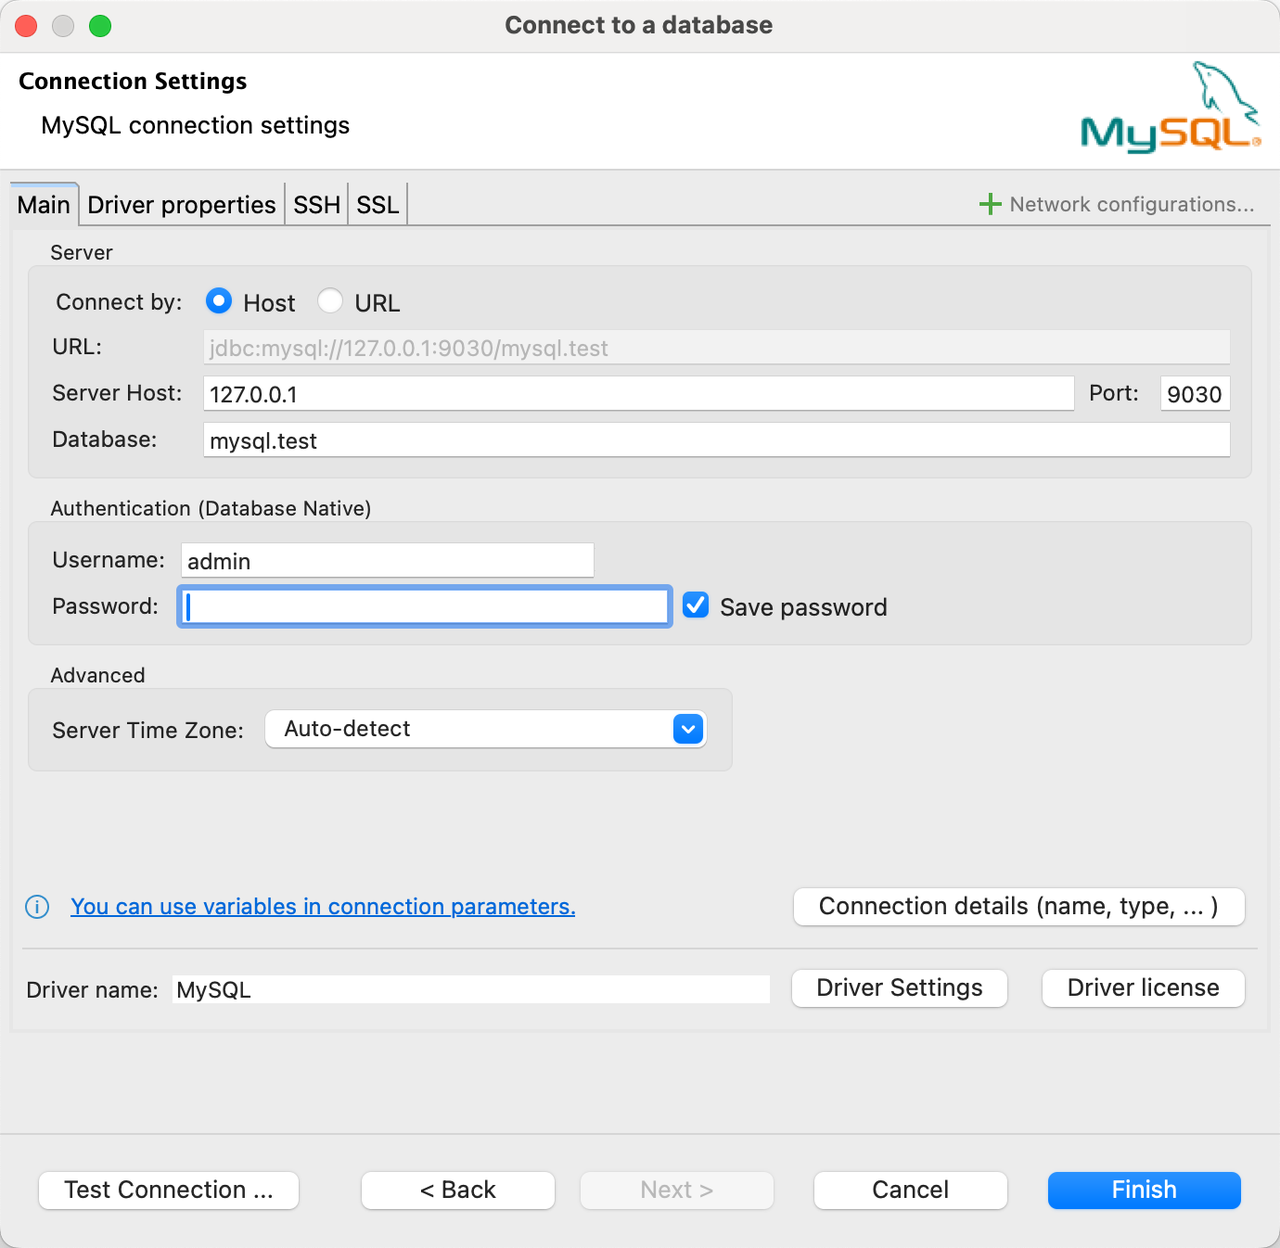 Connect to a database
Connection Settings
MySQL connection settings
MySQL®
Main Driver properties SSH SSL Network configurations...
Server
Connect by: Host URL
URL: jdbc:mysql://127.0.0.1:9030/mysql.test
Server Host: 127.0.0.1 Port: 9030
Database: mysql.test
Authentication (Database Native)
Username: admin
Password: Save password
Advanced
Server Time Zone: Auto-detect
You can use variables in connection parameters. Connection details (name, type, ... )
Driver name: MySQL Driver Settings Driver license
Test Connection ... < Back Next > Cancel Finish